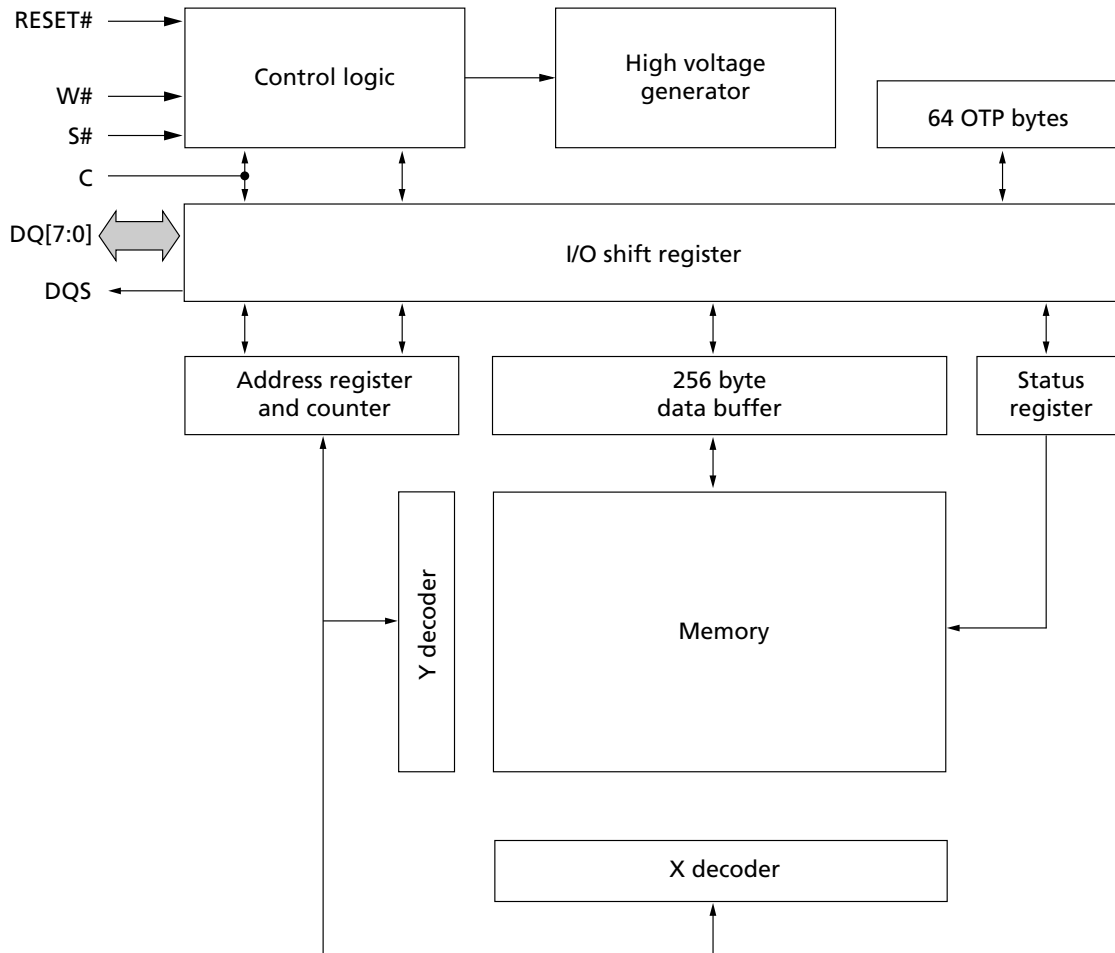 RESET#
Control logic
High voltage
generator
W#
64 OTP bytes
S#
C
DQ[7:0]
I/O shift register
DQS
Address register
and counter
256 byte
data buffer
Status
register
Y decoder
Memory
X decoder